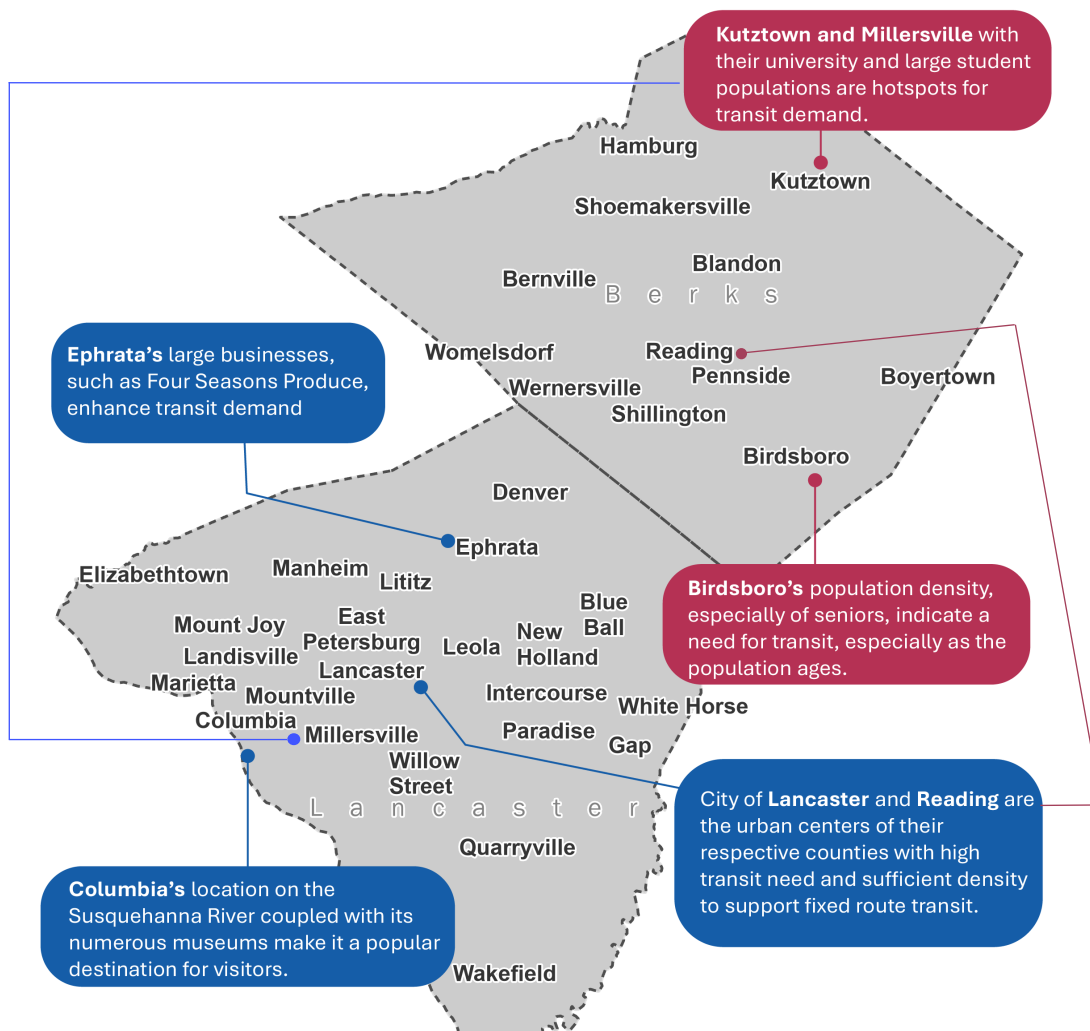 Kutztown and Millersville with
their university and large student
populations are hotspots for
transit demand.
Hamburg
Kutztown
Shoemakersville
Blandon
Bernville
Berks
Ephrata's large businesses,
such as Four Seasons Produce,
enhance transit demand
Womelsdorf
Reading
Pennside
Wernersville
Boyertown
Shillington
Birdsboro
Denver
Ephrata
Elizabethtown
Manheim
Lititz
Birdsboro's population density,
especially of seniors, indicate a
need for transit, especially as the
population ages.
Blue
Ball
Mount Joy
East
Petersburg
Leola
New
Holland
Landisville
Lancaster
Marietta
Mountville
Intercourse
White Horse
Columbia
Millersville
Paradise
Gap
Willow
Street
Lancaster
City of Lancaster and Reading are
the urban centers of their
respective counties with high
transit need and sufficient density
to support fixed route transit.
Quarryville
Columbia's location on the
Susquehanna River coupled with its
numerous museums make it a popular
destination for visitors.
Wakefield